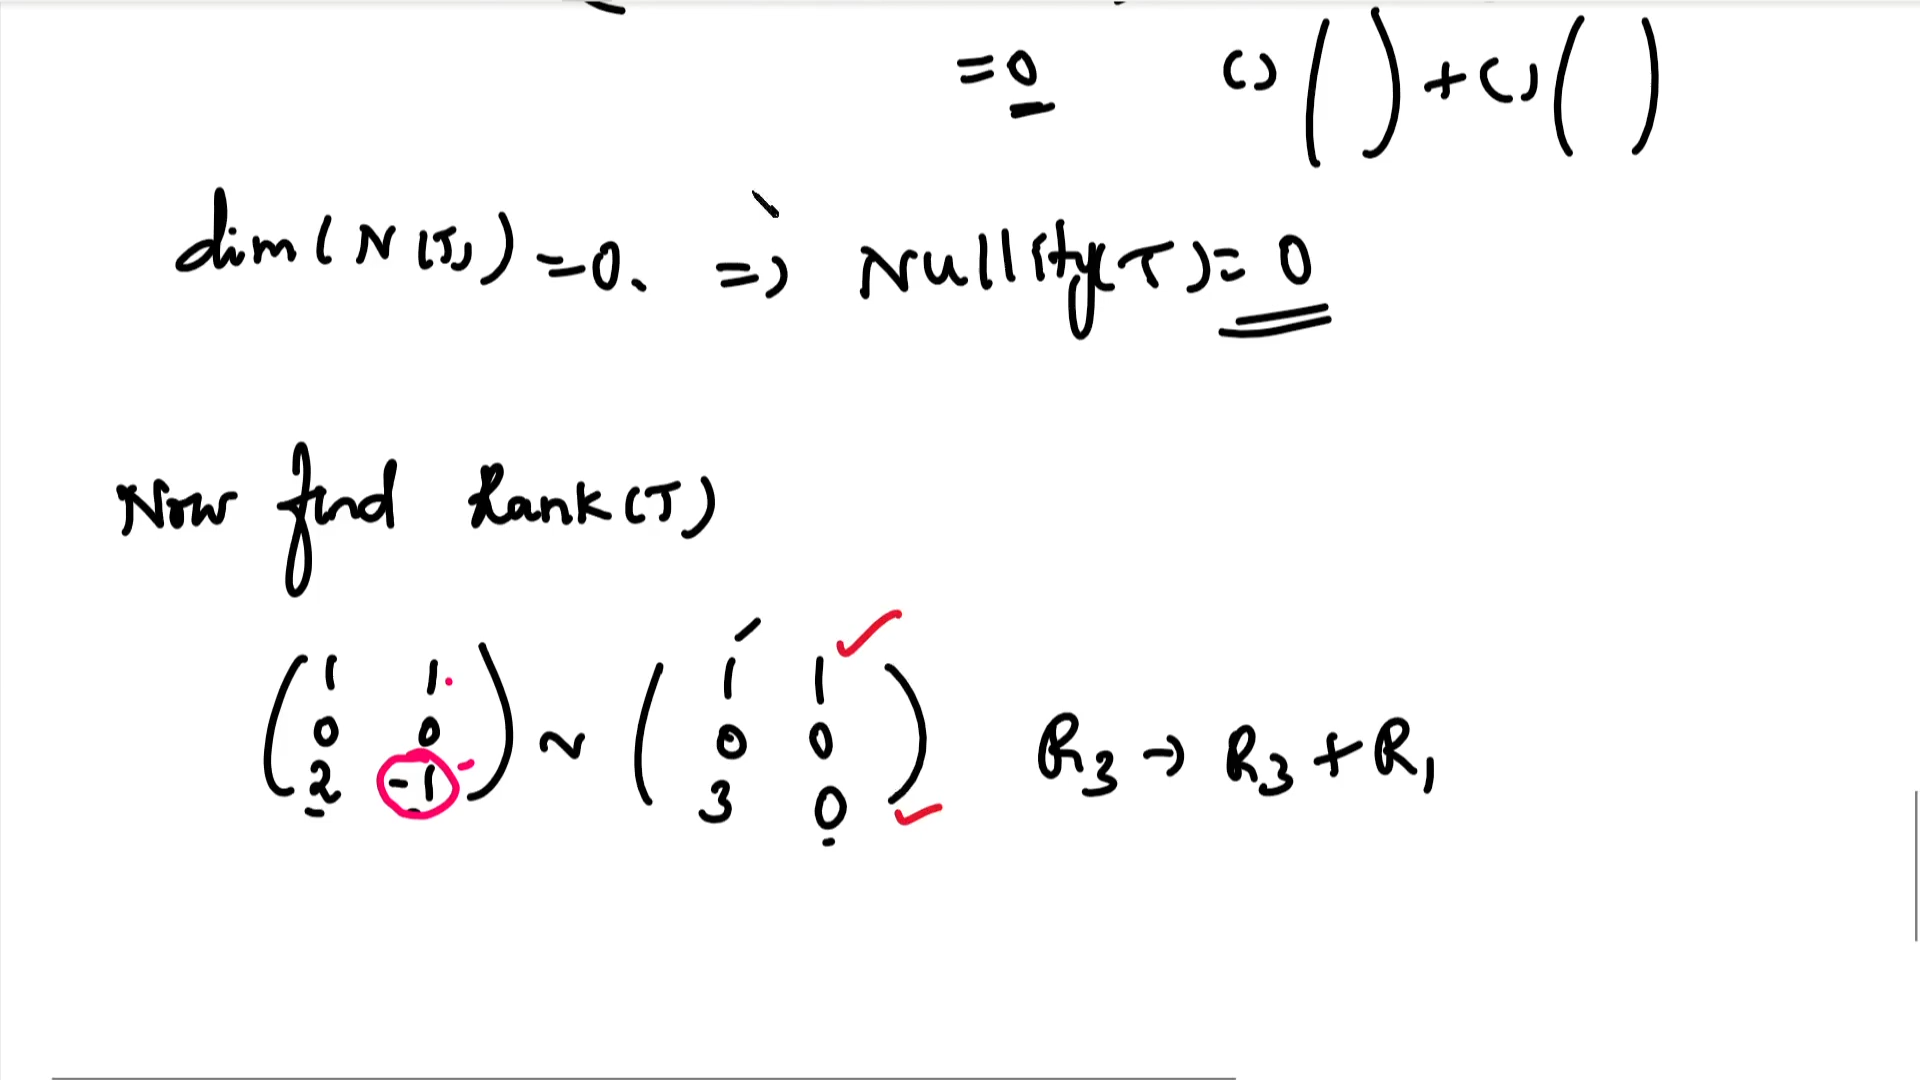 = 0 ( ) ( ) + ( ) ( )
dim(N(T)) = 0. => Nullity(T) = 0
Now find Rank(T)
1 1 1 1
0 0 ~ 0 0 R3 → R3 + R1
2 -1 3 0